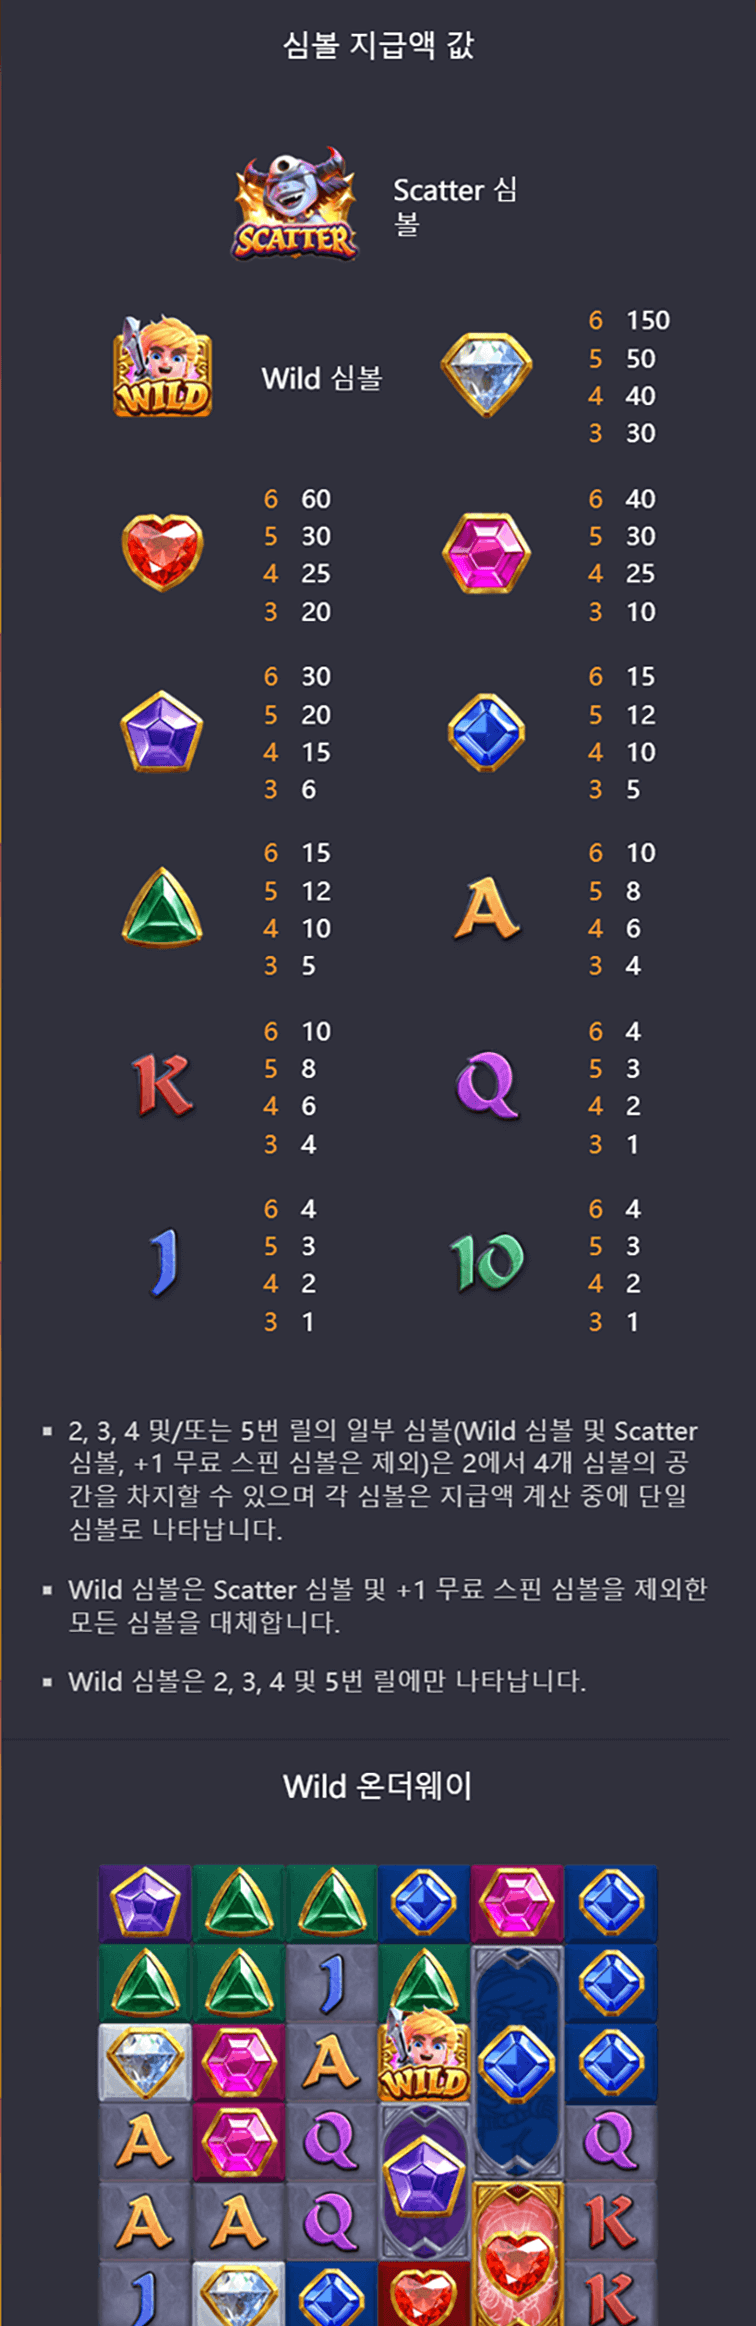 심볼 지급액 값
SCATTER
Scatter 심
볼
WILD
Wild 심볼
6 150
5 50
4 40
3 30
6 60
5 30
4 25
3 20
6 40
5 30
4 25
3 10
6 30
5 20
4 15
3 6
6 15
5 12
4 10
3 5
6 15
5 12
4 10
3 5
A
6 10
5 8
4 6
3 4
K
6 10
5 8
4 6
3 4
Q
6 4
5 3
4 2
3 1
J
6 4
5 3
4 2
3 1
10
6 4
5 3
4 2
3 1
▪ 2, 3, 4 및/또는 5번 릴의 일부 심볼(Wild 심볼 및 Scatter
심볼, +1 무료 스핀 심볼은 제외)은 2에서 4개 심볼의 공
간을 차지할 수 있으며 각 심볼은 지급액 계산 중에 단일
심볼로 나타납니다.
▪ Wild 심볼은 Scatter 심볼 및 +1 무료 스핀 심볼을 제외한
모든 심볼을 대체합니다.
▪ Wild 심볼은 2, 3, 4 및 5번 릴에만 나타납니다.
Wild 온더웨이
J
A WILD
A Q Q
A A Q K
J K